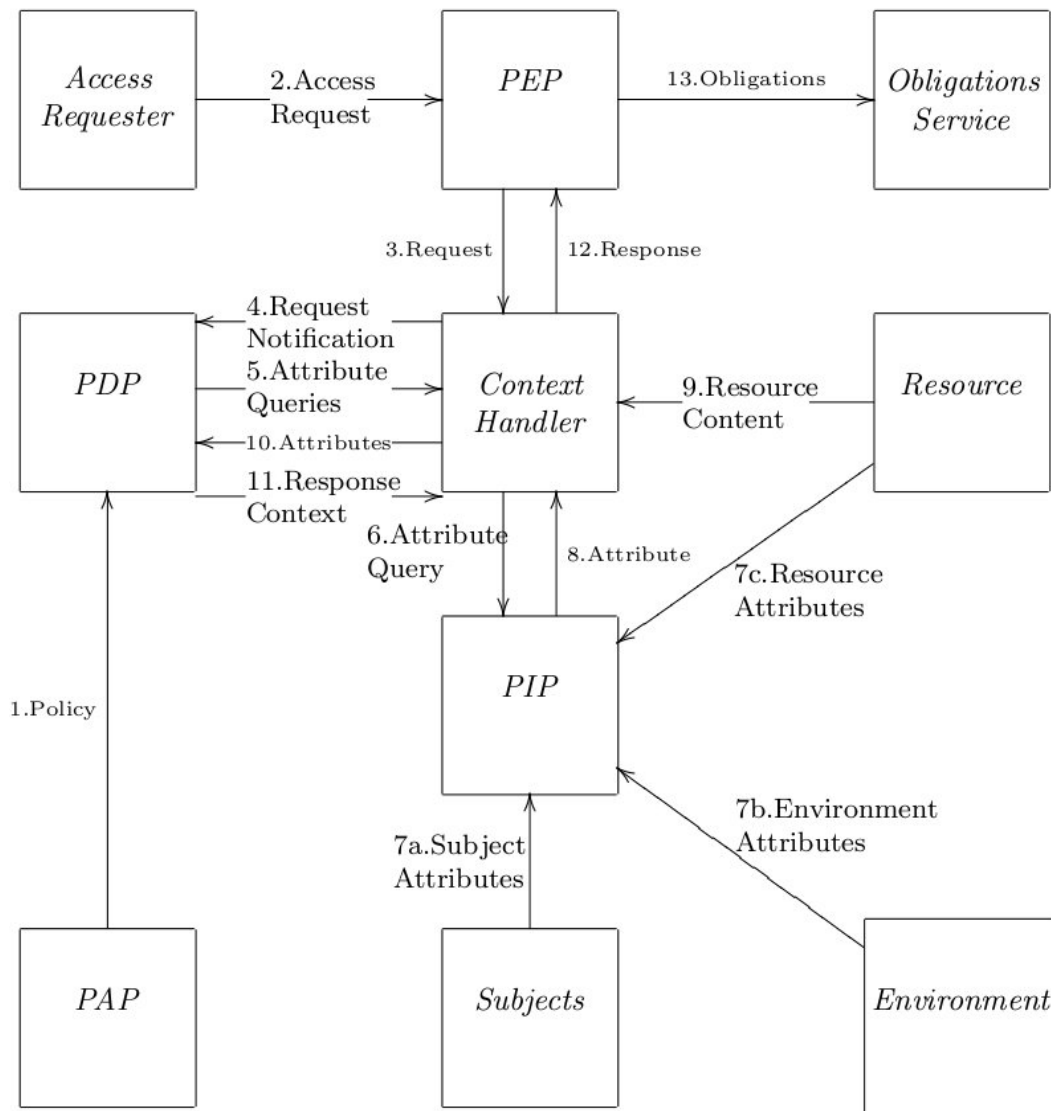 Access
Requester
2.Access
Request
PEP
13.Obligations
Obligations
Service
3.Request
12.Response
PDP
4.Request
Notification
5.Attribute
Queries
10.Attributes
11.Response
Context
Context
Handler
9.Resource
Content
Resource
6.Attribute
Query
8.Attribute
7c.Resource
Attributes
1.Policy
PIP
7a.Subject
Attributes
7b.Environment
Attributes
PAP
Subjects
Environment